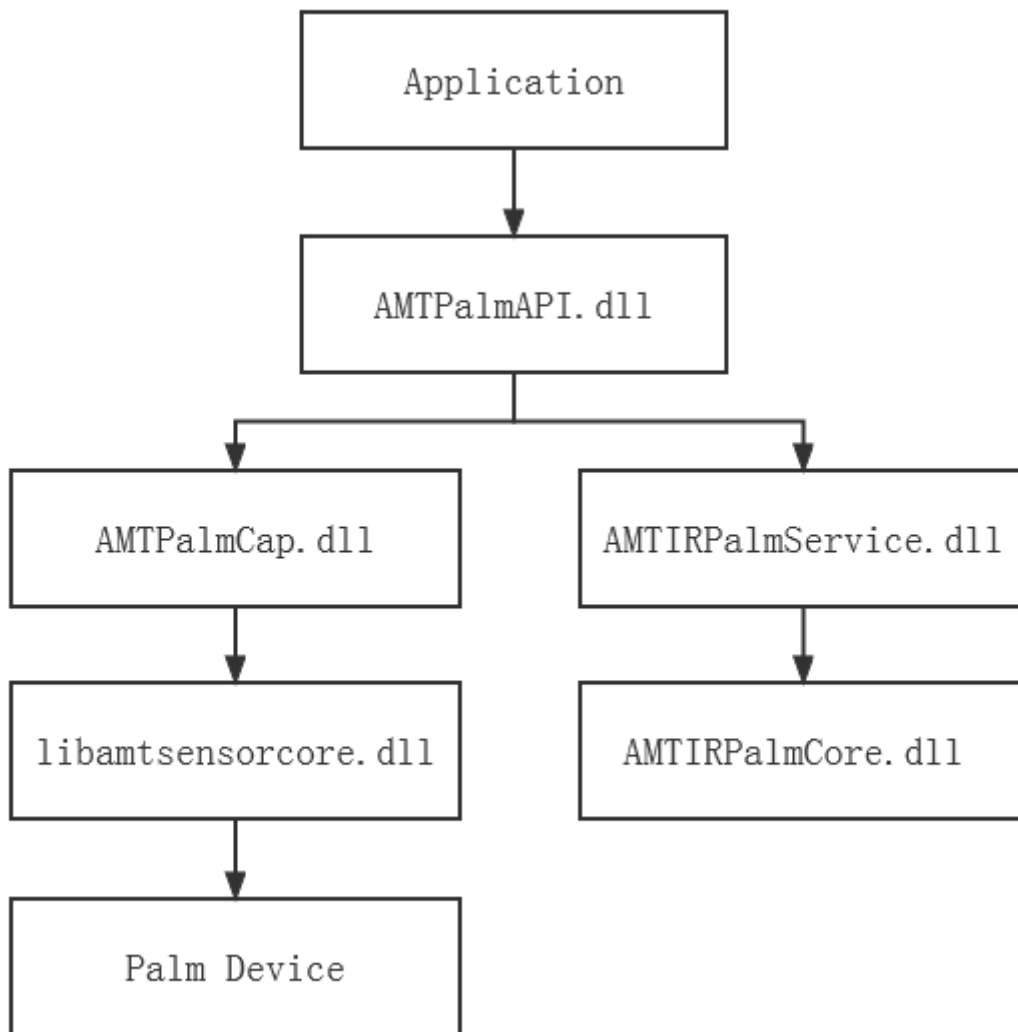 Application
AMTPalmAPI.dll
AMTPalmCap.dll
AMTIRPalmService.dll
libamtsensorcore.dll
AMTIRPalmCore.dll
Palm Device